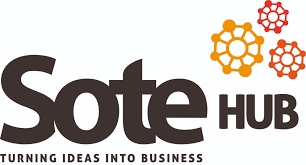 Sote HUB
TURNING IDEAS INTO BUSINESS